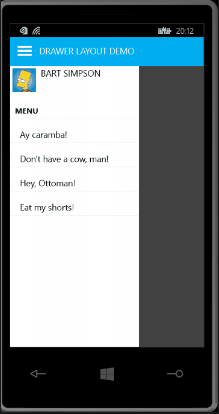 20:12
DRAWER LAYOUT DEMO
BART SIMPSON
MENU
Ay caramba!
Don't have a cow, man!
Hey, Ottoman!
Eat my shorts!